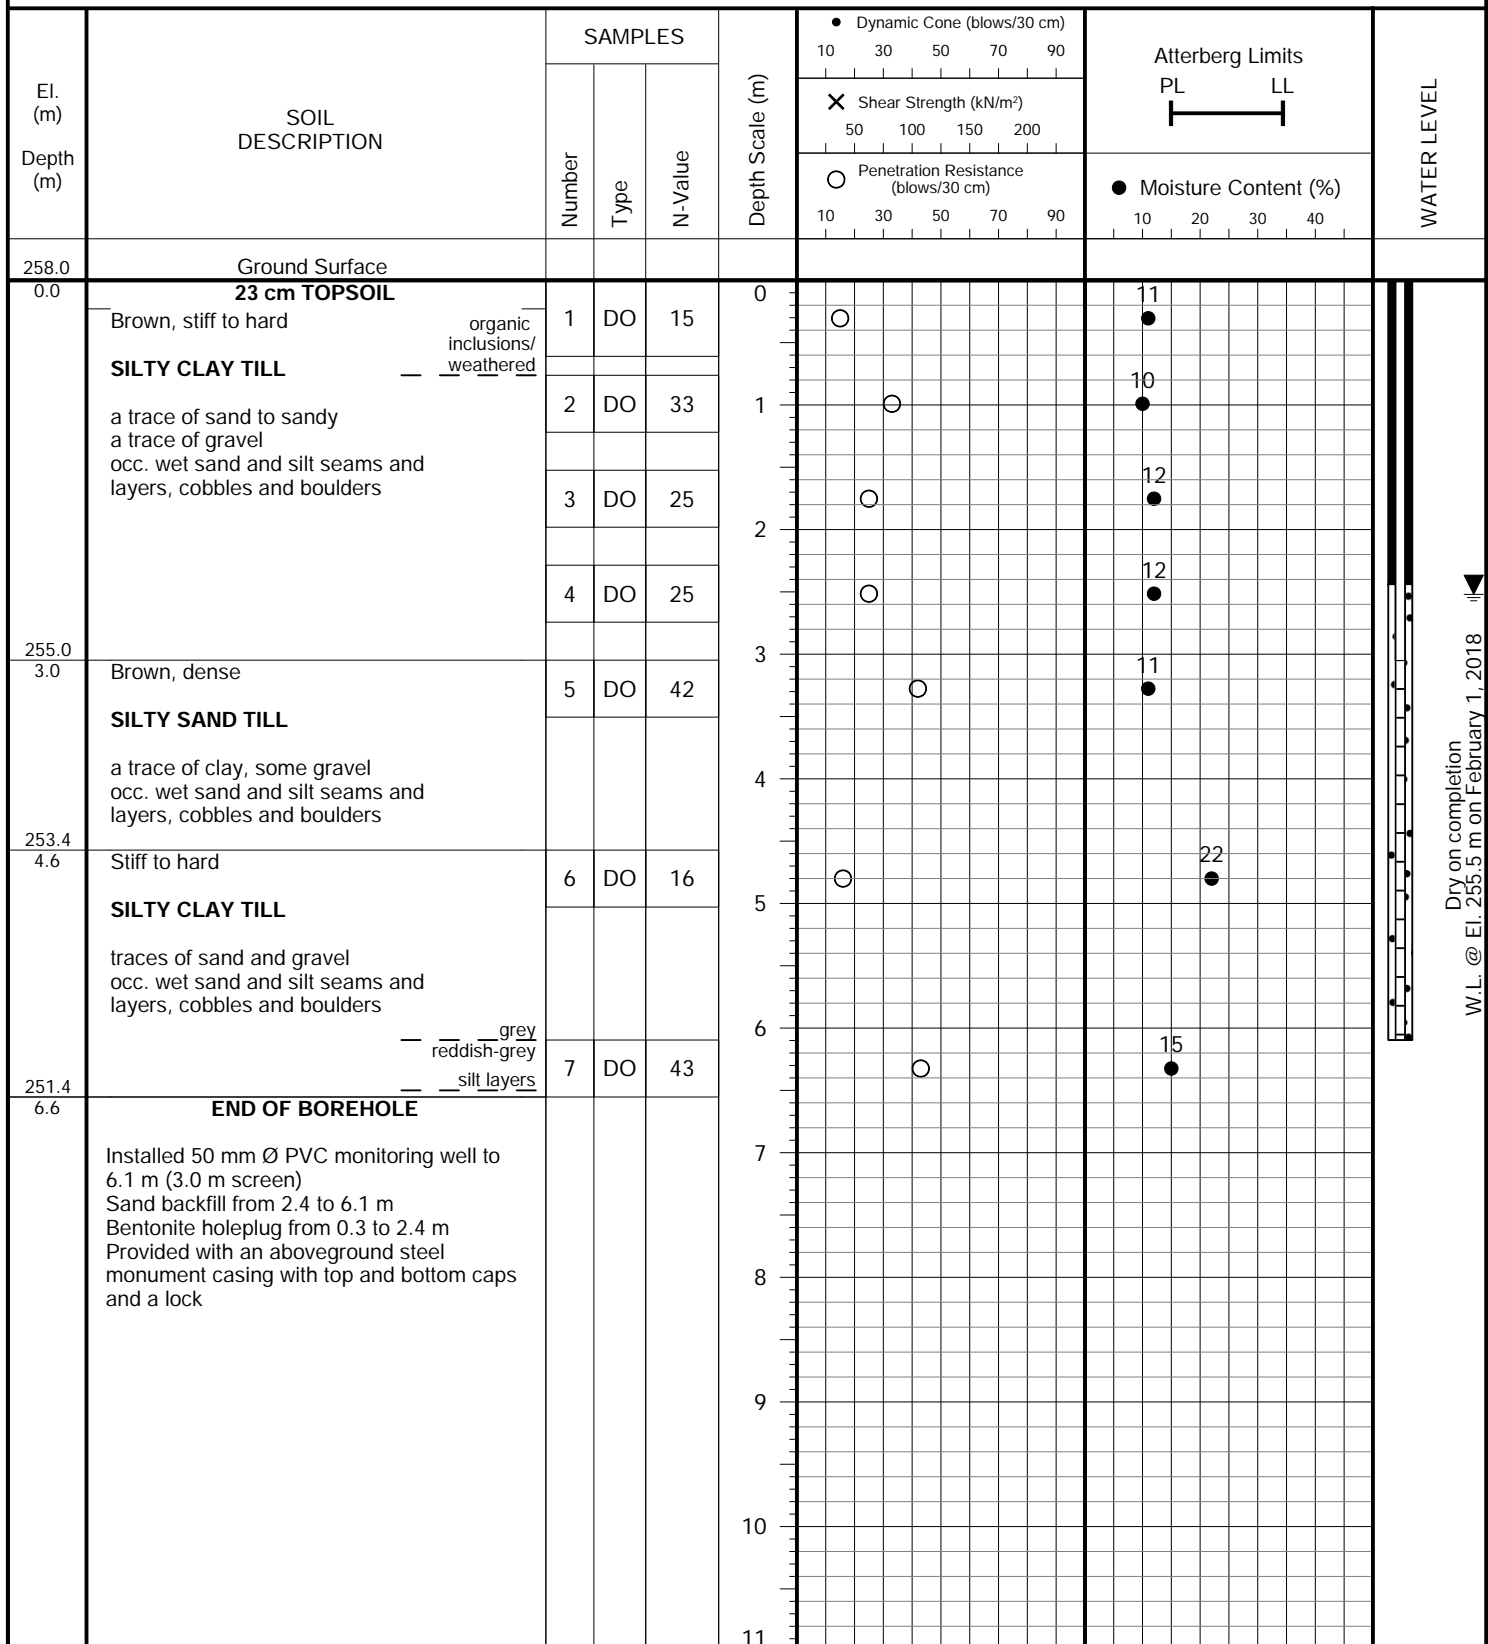 El.
(m)
Depth
(m)
SOIL
DESCRIPTION
SAMPLES
Number
Type
N-Value
Depth Scale (m)
● Dynamic Cone (blows/30 cm)
10 30 50 70 90
✕ Shear Strength (kN/m²)
50 100 150 200
○ Penetration Resistance
(blows/30 cm)
10 30 50 70 90
Atterberg Limits
PL LL
● Moisture Content (%)
10 20 30 40
WATER LEVEL
258.0 Ground Surface
0.0 23 cm TOPSOIL 0
Brown, stiff to hard
organic
inclusions/
weathered
1 DO 15 11
SILTY CLAY TILL
2 DO 33 1 10
a trace of sand to sandy
a trace of gravel
occ. wet sand and silt seams and
layers, cobbles and boulders
3 DO 25 12
2
4 DO 25 12
255.0 3
3.0 Brown, dense
5 DO 42 11
SILTY SAND TILL
a trace of clay, some gravel
occ. wet sand and silt seams and
layers, cobbles and boulders
4
253.4
4.6 Stiff to hard
6 DO 16 22
SILTY CLAY TILL
5
traces of sand and gravel
occ. wet sand and silt seams and
layers, cobbles and boulders
grey
6
reddish-grey
7 DO 43 15
silt layers
251.4
6.6 END OF BOREHOLE
Dry on completion
W.L. @ El. 255.5 m on February 1, 2018
Installed 50 mm Ø PVC monitoring well to
6.1 m (3.0 m screen)
Sand backfill from 2.4 to 6.1 m
Bentonite holeplug from 0.3 to 2.4 m
Provided with an aboveground steel
monument casing with top and bottom caps
and a lock
7
8
9
10
11